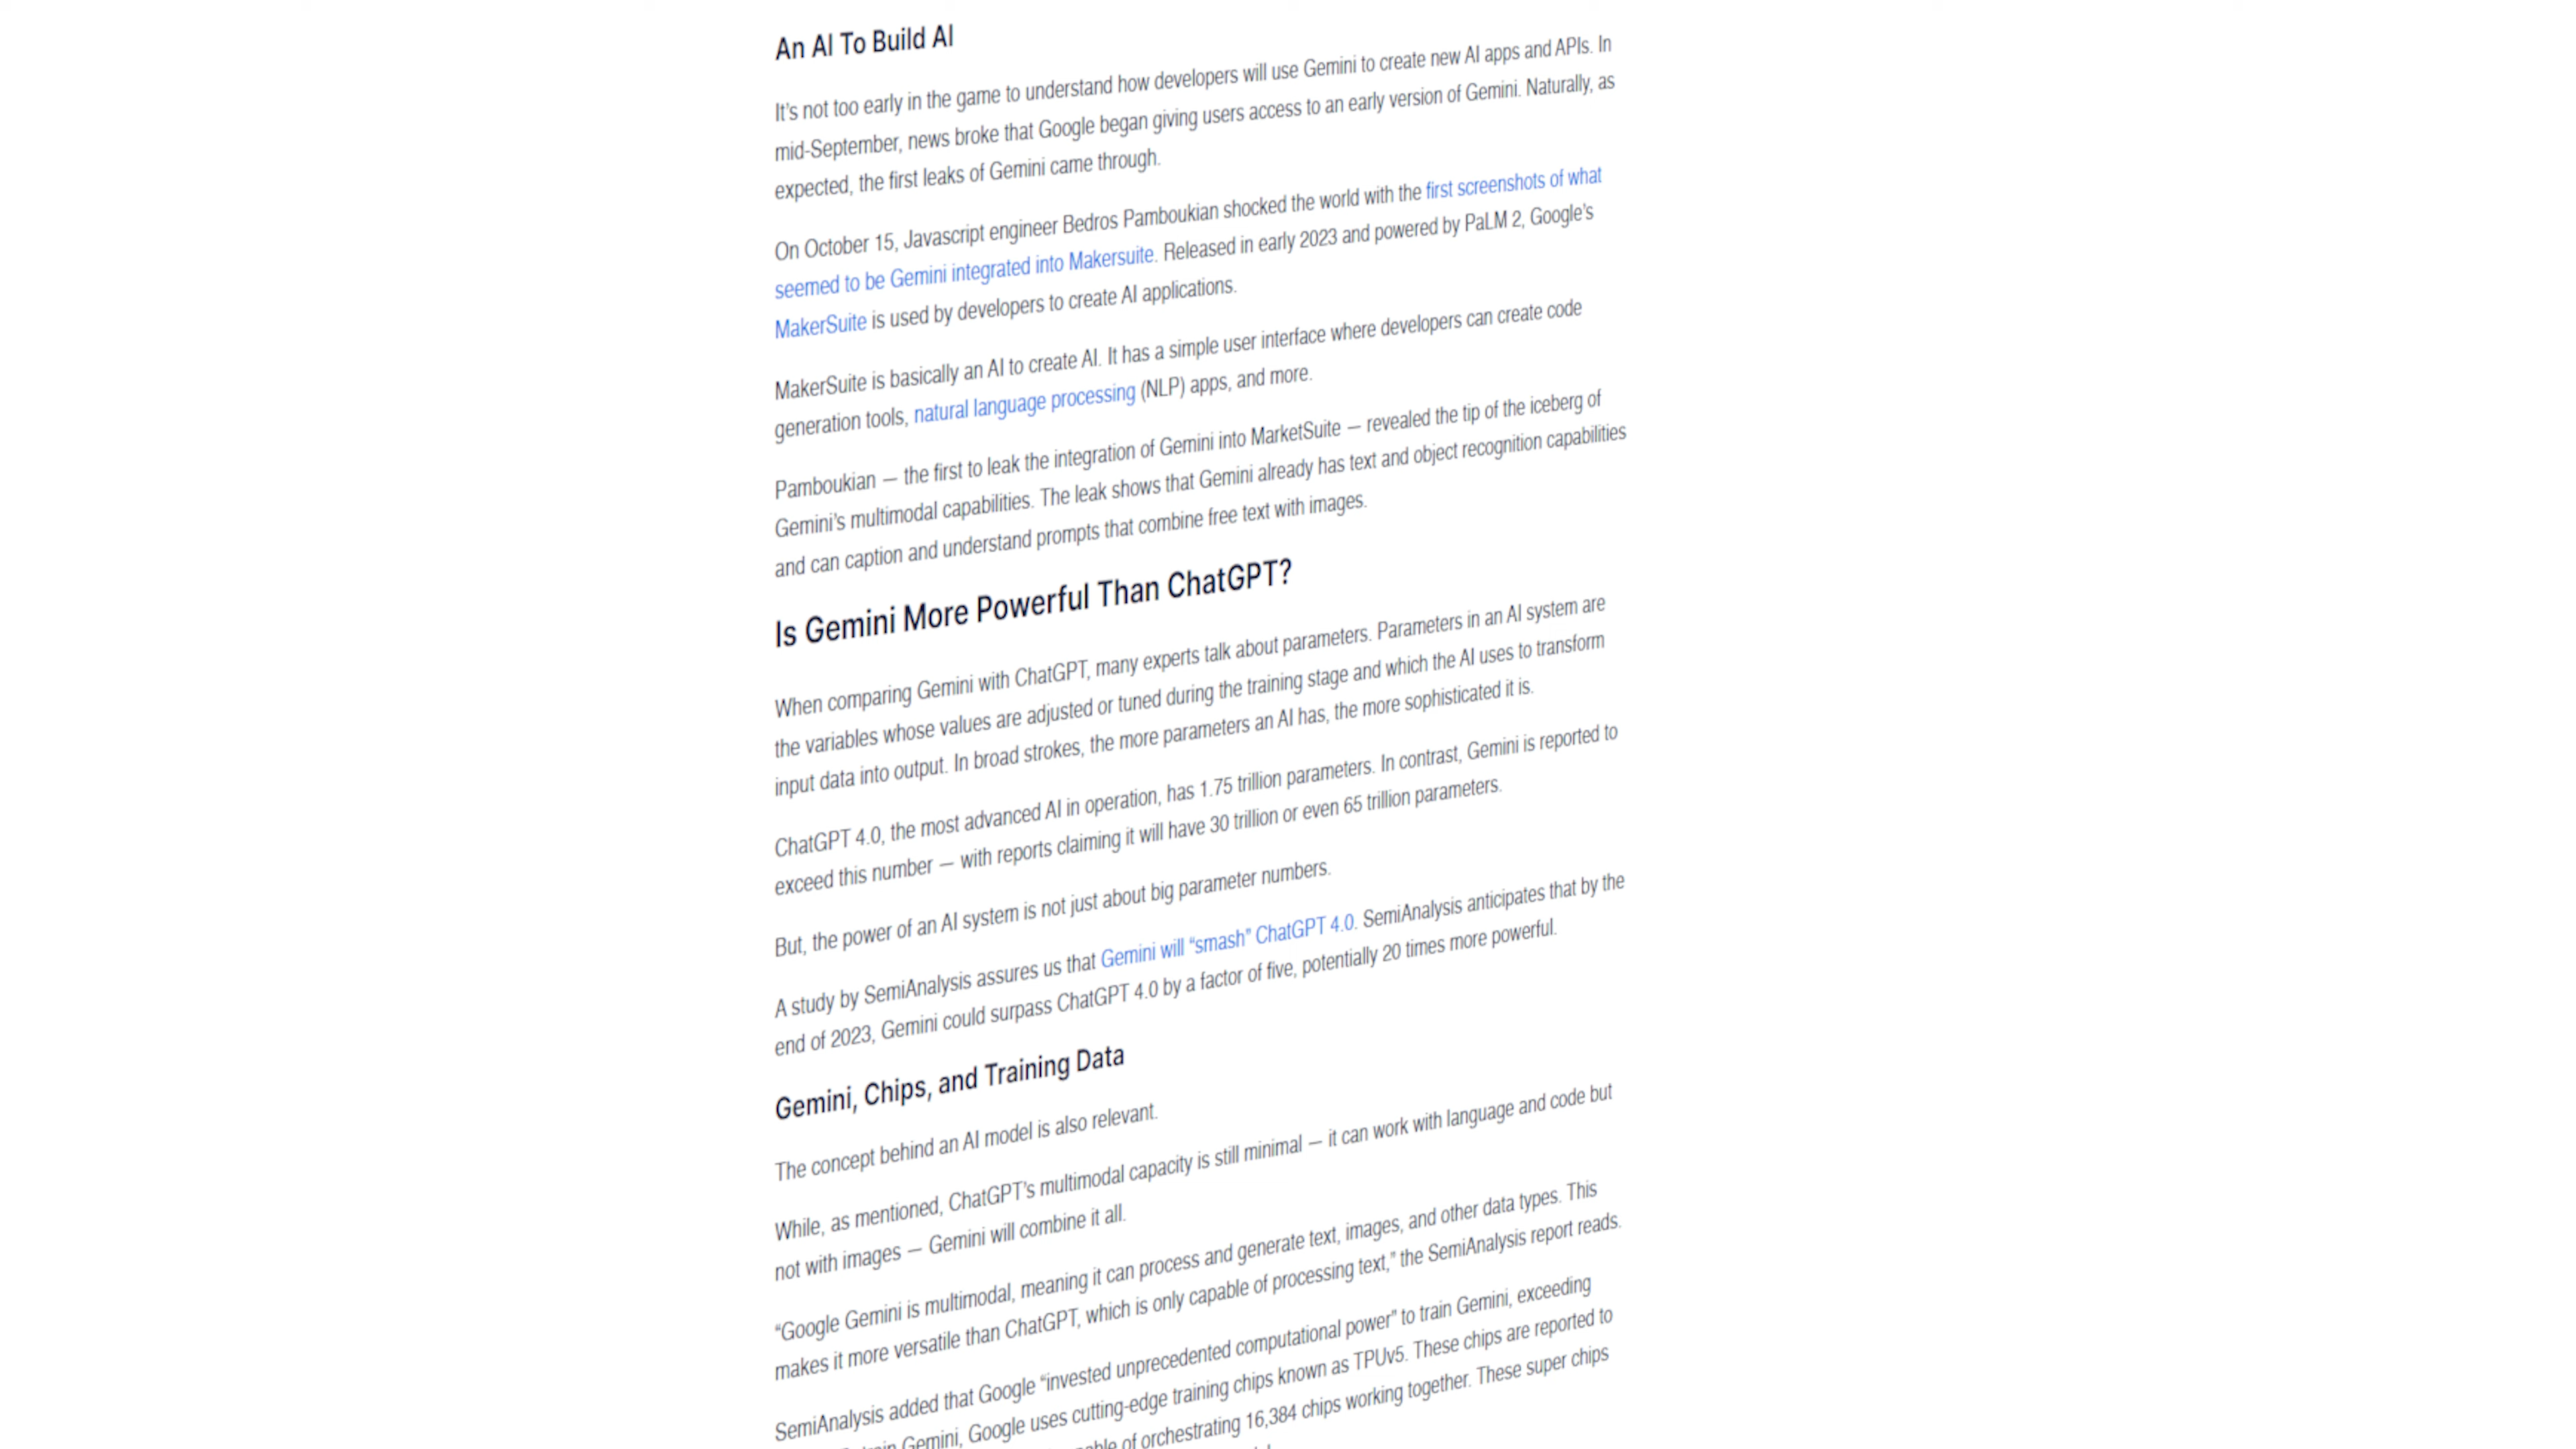 An AI To Build AI
It's not too early in the game to understand how developers will use Gemini to create new AI apps and APIs. In
mid-September, news broke that Google began giving users access to an early version of Gemini. Naturally, as
expected, the first leaks of Gemini came through.
On October 15, Javascript engineer Bedros Pamboukian shocked the world with the first screenshots of what
seemed to be Gemini integrated into Makersuite. Released in early 2023 and powered by PaLM 2, Google's
MakerSuite is used by developers to create AI applications.
MakerSuite is basically an AI to create AI. It has a simple user interface where developers can create code
generation tools, natural language processing (NLP) apps, and more.
Pamboukian — the first to leak the integration of Gemini into MarketSuite — revealed the tip of the iceberg of
Gemini's multimodal capabilities. The leak shows that Gemini already has text and object recognition capabilities
and can caption and understand prompts that combine free text with images.
Is Gemini More Powerful Than ChatGPT?
When comparing Gemini with ChatGPT, many experts talk about parameters. Parameters in an AI system are
the variables whose values are adjusted or tuned during the training stage and which the AI uses to transform
input data into output. In broad strokes, the more parameters an AI has, the more sophisticated it is.
ChatGPT 4.0, the most advanced AI in operation, has 1.75 trillion parameters. In contrast, Gemini is reported to
exceed this number — with reports claiming it will have 30 trillion or even 65 trillion parameters.
But, the power of an AI system is not just about big parameter numbers.
A study by SemiAnalysis assures us that Gemini will “smash” ChatGPT 4.0. SemiAnalysis anticipates that by the
end of 2023, Gemini could surpass ChatGPT 4.0 by a factor of five, potentially 20 times more powerful.
Gemini, Chips, and Training Data
The concept behind an AI model is also relevant.
While, as mentioned, ChatGPT's multimodal capacity is still minimal — it can work with language and code but
not with images — Gemini will combine it all.
“Google Gemini is multimodal, meaning it can process and generate text, images, and other data types. This
makes it more versatile than ChatGPT, which is only capable of processing text,” the SemiAnalysis report reads.
SemiAnalysis added that Google “invested unprecedented computational power” to train Gemini, exceeding
Gemini, Google uses cutting-edge training chips known as TPUv5. These chips are reported to
of orchestrating 16,384 chips working together. These super chips